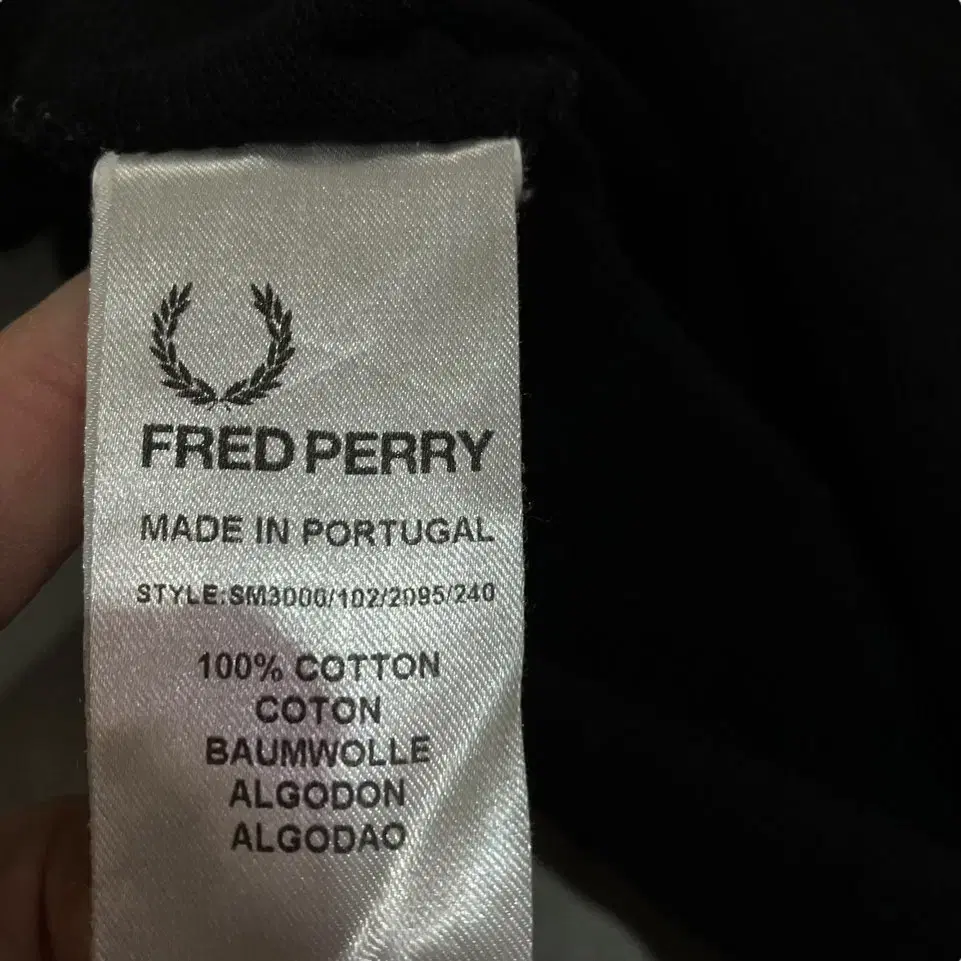 FRED PERRY
MADE IN PORTUGAL
STYLE:SM3000/102/2095/240
100% COTTON
COTON
BAUMWOLLE
ALGODON
ALGODAO